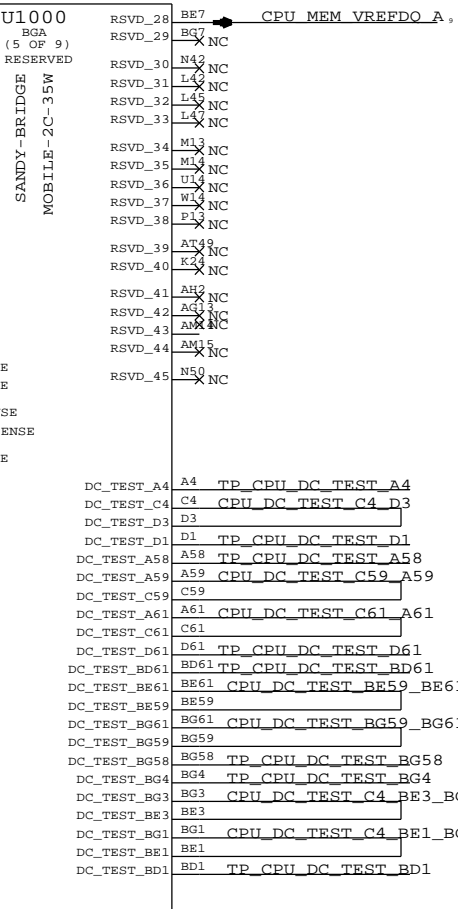 U1000
BGA
(5 OF 9)
RESERVED
SANDY-BRIDGE
MOBILE-2C-35W
RSVD_28 BE7 CPU_MEM_VREFDQ_A 9
RSVD_29 BG7 NC
RSVD_30 N42 NC
RSVD_31 L42 NC
RSVD_32 L45 NC
RSVD_33 L47 NC
RSVD_34 M13 NC
RSVD_35 M14 NC
RSVD_36 U14 NC
RSVD_37 W14 NC
RSVD_38 P13 NC
RSVD_39 AT49 NC
RSVD_40 K24 NC
RSVD_41 AH2 NC
RSVD_42 AG13 NC
RSVD_43 AM14 NC
RSVD_44 AM15 NC
RSVD_45 N50 NC
E
E
SE
ENSE
E
DC_TEST_A4 A4 TP_CPU_DC_TEST_A4
DC_TEST_C4 C4 CPU_DC_TEST_C4_D3
DC_TEST_D3 D3
DC_TEST_D1 D1 TP_CPU_DC_TEST_D1
DC_TEST_A58 A58 TP_CPU_DC_TEST_A58
DC_TEST_A59 A59 CPU_DC_TEST_C59_A59
DC_TEST_C59 C59
DC_TEST_A61 A61 CPU_DC_TEST_C61_A61
DC_TEST_C61 C61
DC_TEST_D61 D61 TP_CPU_DC_TEST_D61
DC_TEST_BD61 BD61 TP_CPU_DC_TEST_BD61
DC_TEST_BE61 BE61 CPU_DC_TEST_BE59_BE61
DC_TEST_BE59 BE59
DC_TEST_BG61 BG61 CPU_DC_TEST_BG59_BG61
DC_TEST_BG59 BG59
DC_TEST_BG58 BG58 TP_CPU_DC_TEST_BG58
DC_TEST_BG4 BG4 TP_CPU_DC_TEST_BG4
DC_TEST_BG3 BG3 CPU_DC_TEST_C4_BE3_BG
DC_TEST_BE3 BE3
DC_TEST_BG1 BG1 CPU_DC_TEST_C4_BE1_BG
DC_TEST_BE1 BE1
DC_TEST_BD1 BD1 TP_CPU_DC_TEST_BD1